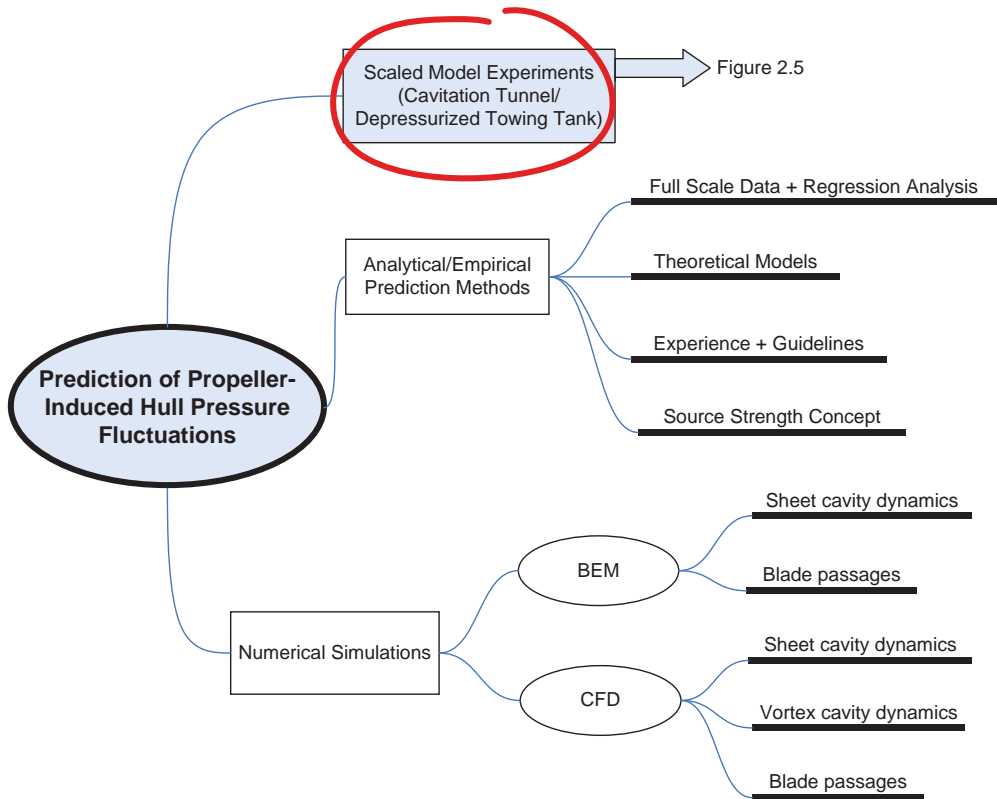 Scaled Model Experiments
(Cavitation Tunnel/
Depressurized Towing Tank)
Figure 2.5
Full Scale Data + Regression Analysis
Analytical/Empirical
Prediction Methods
Theoretical Models
Experience + Guidelines
Source Strength Concept
Prediction of Propeller-
Induced Hull Pressure
Fluctuations
Numerical Simulations
BEM
Sheet cavity dynamics
Blade passages
CFD
Sheet cavity dynamics
Vortex cavity dynamics
Blade passages